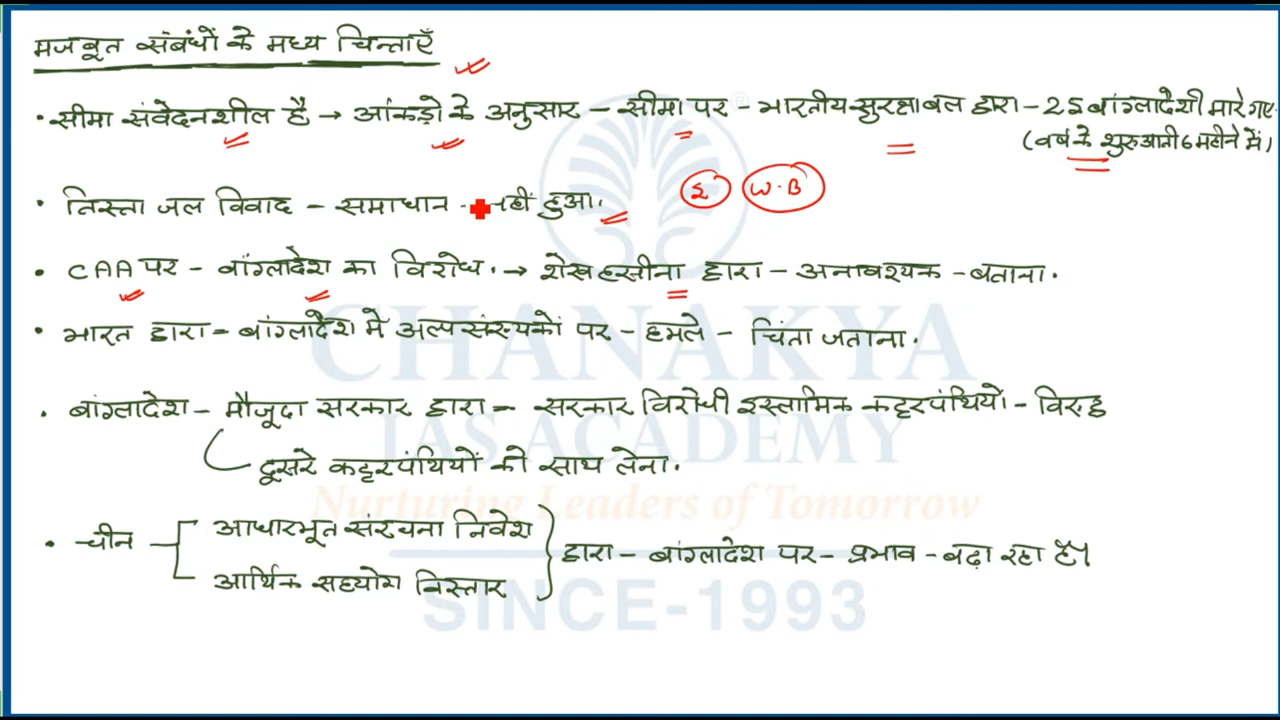 मजबूत संबंधों के मध्य चिन्ताएँ
• सीमा संवेदनशील है → आंकड़ो के अनुसार - सीमा पर - भारतीय सुरक्षाबल द्वारा - 25 बांग्लादेशी मारे गए
(वर्ष के शुरुआती 6 महीने में)
• तिस्ता जल विवाद - समाधान - नहीं हुआ.
W.B
• CAA पर - बांग्लादेश का विरोध. → शेख हसीना द्वारा - अनावश्यक - बताना.
• भारत द्वारा - बांग्लादेश में अल्पसंख्यकों पर - हमले - चिंता जताना.
• बांग्लादेश - मौजूदा सरकार द्वारा - सरकार विरोधी इस्लामिक कट्टरपंथियों - विरुद्ध
दूसरे कट्टरपंथियों को साथ लेना.
• चीन - आधारभूत संरचना निवेश
आर्थिक सहयोग विस्तार
द्वारा - बांग्लादेश पर - प्रभाव - बढ़ा रहा है।
CHANAKYA
IAS ACADEMY
Nurturing Leaders of Tomorrow
SINCE-1993